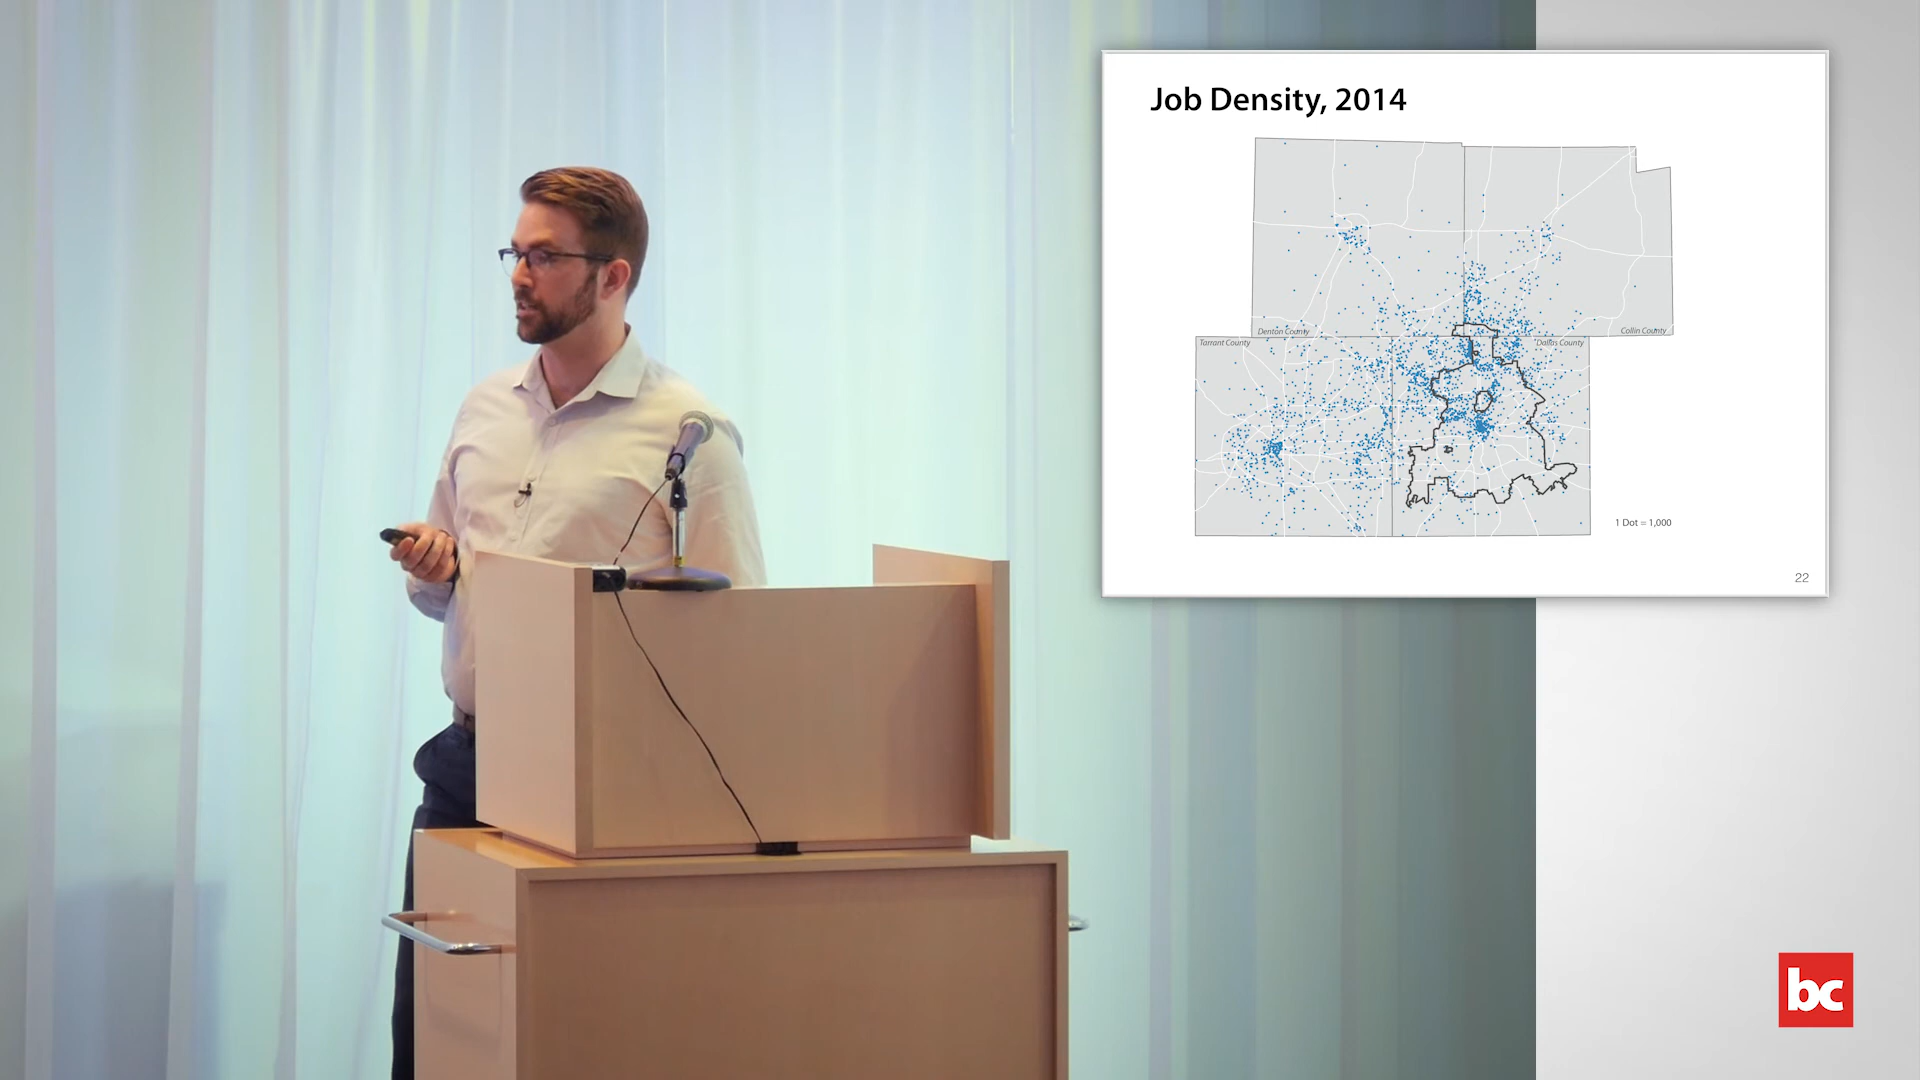 Job Density, 2014
Denton County
Collin County
Tarrant County
Dallas County
1 Dot = 1,000
22
bc